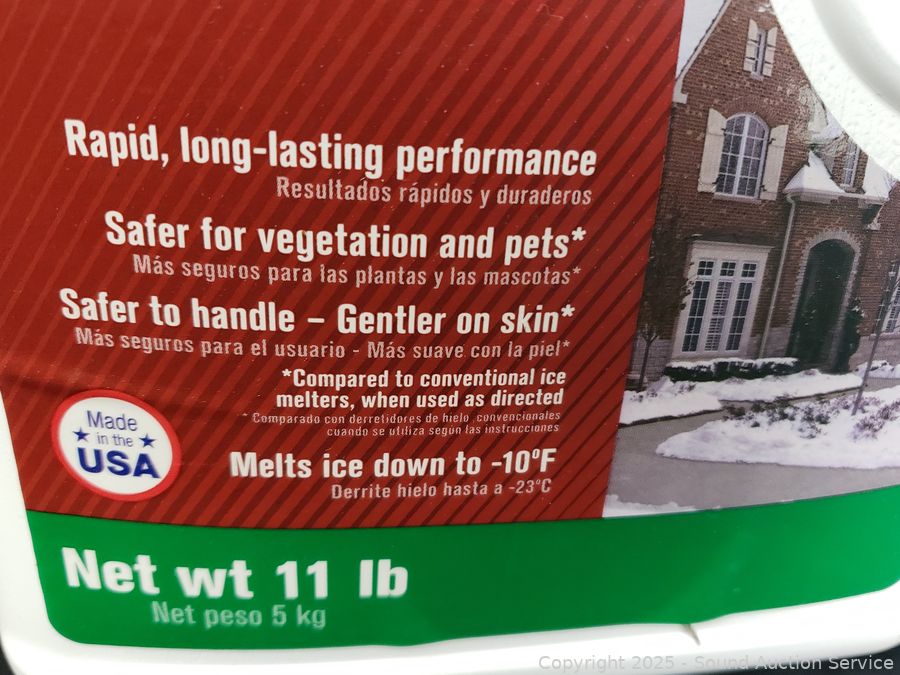 Rapid, long-lasting performance
Resultados rápidos y duraderos
Safer for vegetation and pets*
Más seguros para las plantas y las mascotas*
Safer to handle – Gentler on skin*
Más seguros para el usuario - Más suave con la piel*
*Compared to conventional ice
melters, when used as directed
* Comparado con derretidores de hielo convencionales
cuando se utiliza según las instrucciones
Made
in the
USA
Melts ice down to -10ºF
Derrite hielo hasta a -23ºC
Net wt 11 lb
Net peso 5 kg
Copyright 2025 - Sound Auction Service